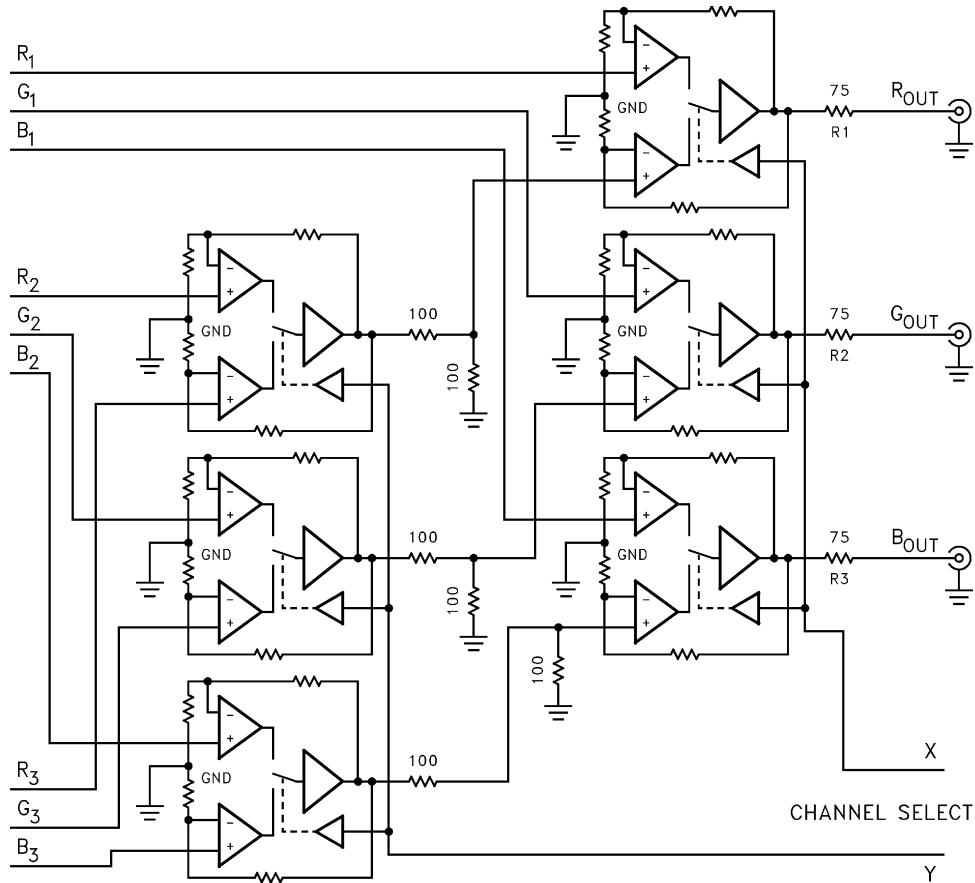 R1
G1
B1
GND
75
R1
ROUT
R2
G2
B2
GND
100
100
GND
75
R2
GOUT
GND
100
100
GND
75
R3
BOUT
R3
G3
B3
GND
100
100
X
CHANNEL SELECT
Y
-
+
-
+
-
+
-
+
-
+
-
+
-
+
-
+
-
+
-
+
-
+
-
+